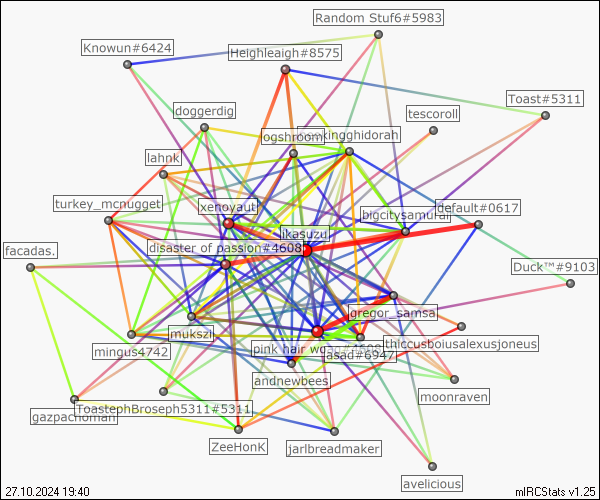 Random Stuf6#5983
Knowun#6424
Heighleaigh#8575
Toast#5311
doggerdig
tescoroll
ogshroom
kingghidorah
lahnk
turkey_mcnugget
xenoyaut
default#0617
bigcitysamurai
ikasuzu
disaster of passion#4608
facadas.
Duck™#9103
gregor_samsa
mukszii
thiccusboiusalexusjoneus
mingus4742
pink hair
asad#6947
andnewbees
moonraven
gazpachoman
ToastephBroseph5311#5311
ZeeHonK
jarlbreadmaker
avelicious
27.10.2024 19:40
mIRCStats v1.25